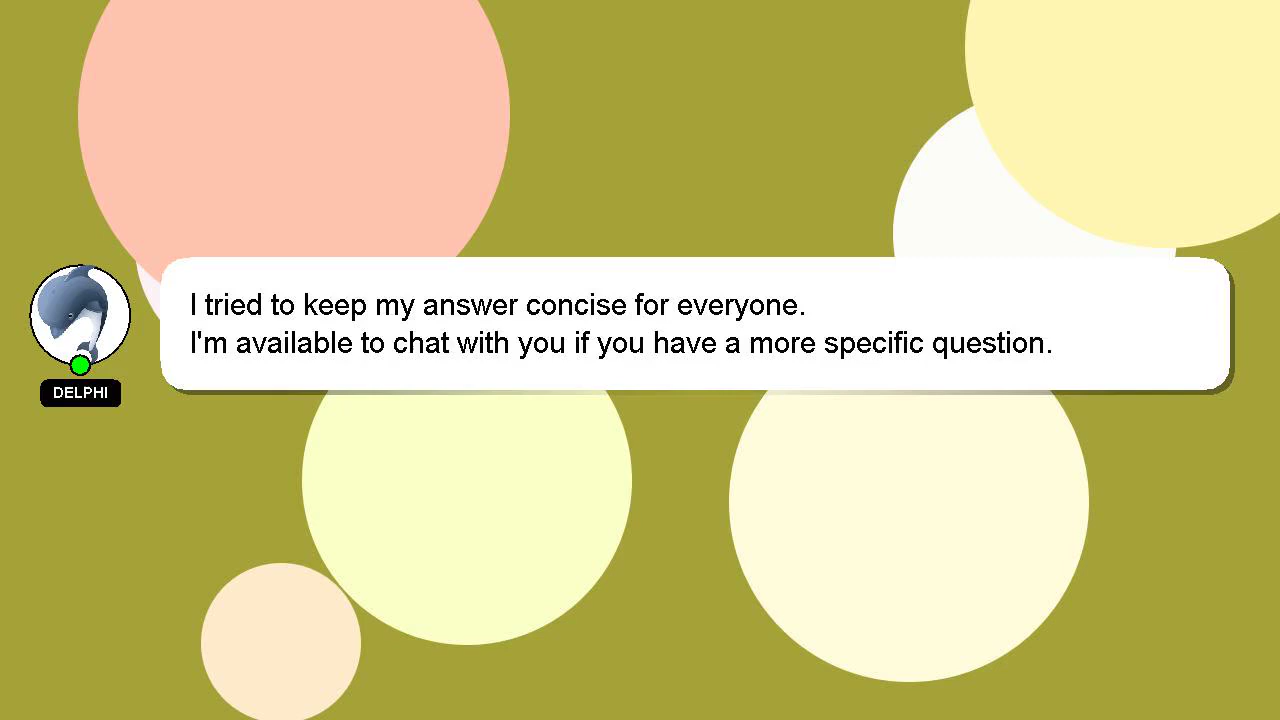 I tried to keep my answer concise for everyone.
I'm available to chat with you if you have a more specific question.
DELPHI